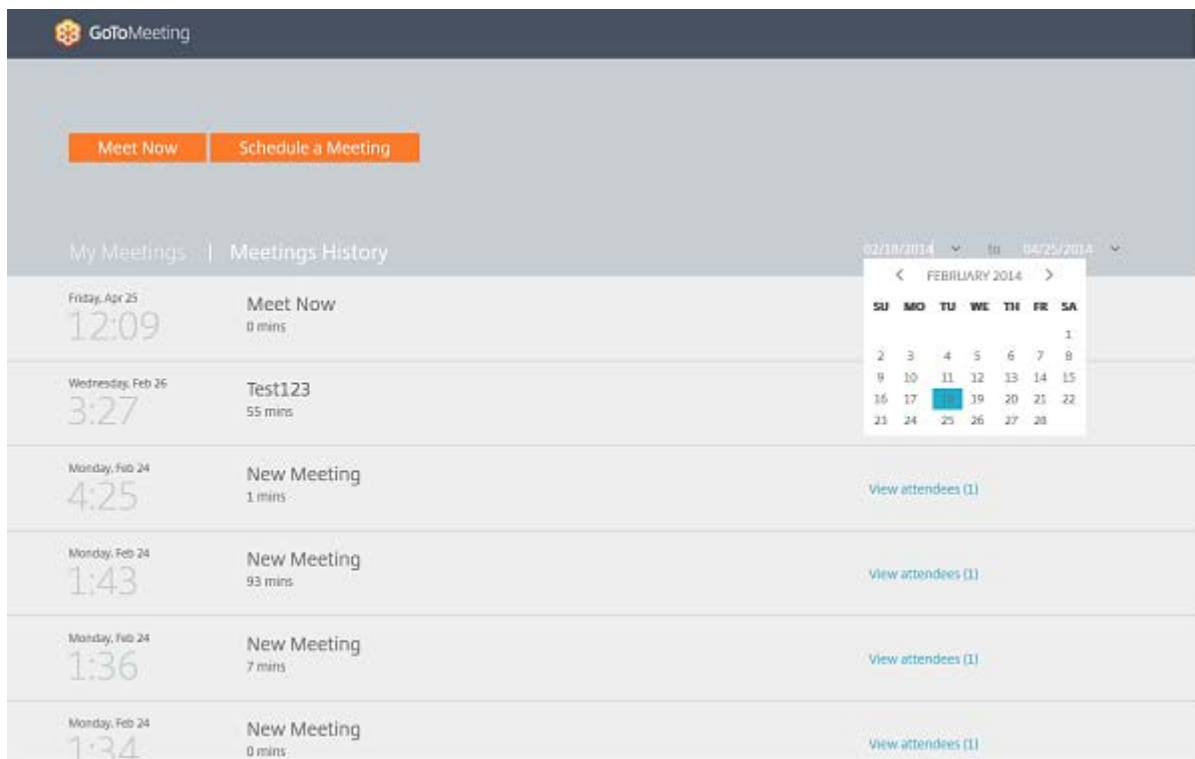 GoToMeeting
Meet Now Schedule a Meeting
My Meetings | Meetings History 02/18/2014 to 04/25/2014
FEBRUARY 2014
SU MO TU WE TH FR SA
1
2 3 4 5 6 7 8
9 10 11 12 13 14 15
16 17 18 19 20 21 22
23 24 25 26 27 28
Friday, Apr 25
12:09
Meet Now
0 mins
Wednesday, Feb 26
3:27
Test123
55 mins
Monday, Feb 24
4:25
New Meeting
1 mins
View attendees (1)
Monday, Feb 24
1:43
New Meeting
93 mins
View attendees (1)
Monday, Feb 24
1:36
New Meeting
7 mins
View attendees (1)
Monday, Feb 24
1:34
New Meeting
0 mins
View attendees (1)